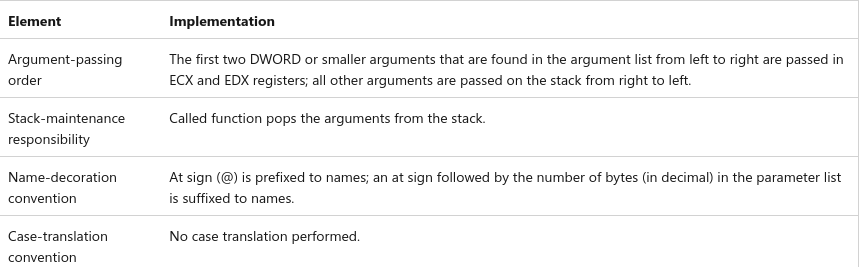 Element Implementation
Argument-passing The first two DWORD or smaller arguments that are found in the argument list from left to right are passed in
order ECX and EDX registers; all other arguments are passed on the stack from right to left.
Stack-maintenance Called function pops the arguments from the stack.
responsibility
Name-decoration At sign (@) is prefixed to names; an at sign followed by the number of bytes (in decimal) in the parameter list
convention is suffixed to names.
Case-translation No case translation performed.
convention